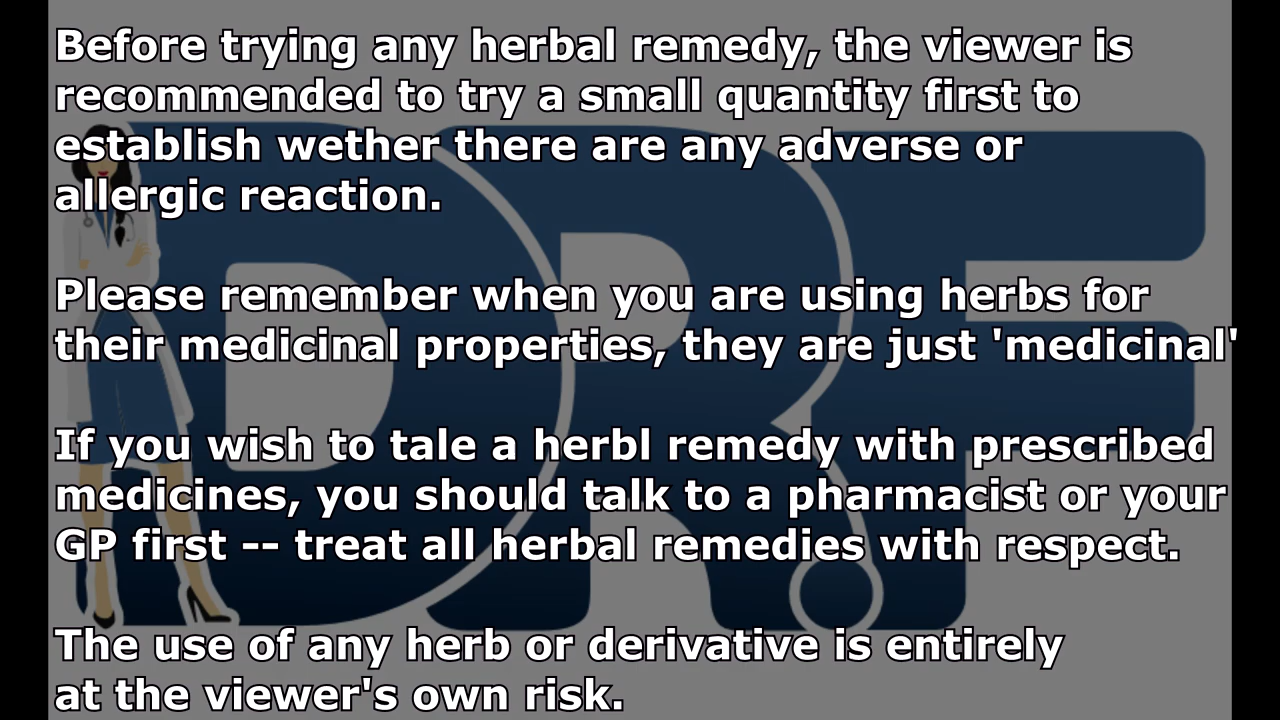 Before trying any herbal remedy, the viewer is
recommended to try a small quantity first to
establish wether there are any adverse or
allergic reaction.
Please remember when you are using herbs for
their medicinal properties, they are just 'medicinal'
If you wish to tale a herbl remedy with prescribed
medicines, you should talk to a pharmacist or your
GP first -- treat all herbal remedies with respect.
The use of any herb or derivative is entirely
at the viewer's own risk.
DRF